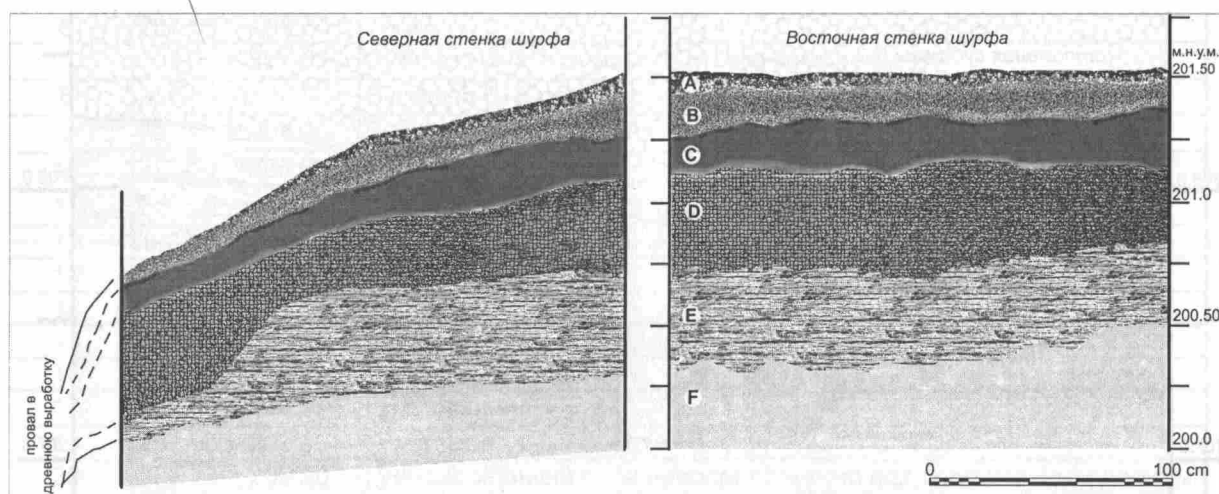 Северная стенка шурфа
Восточная стенка шурфа
м.н.у.м.
201.50
A
B
C
D
E
F
201.0
200.50
200.0
провал в
древнюю выработку
0
100 cm